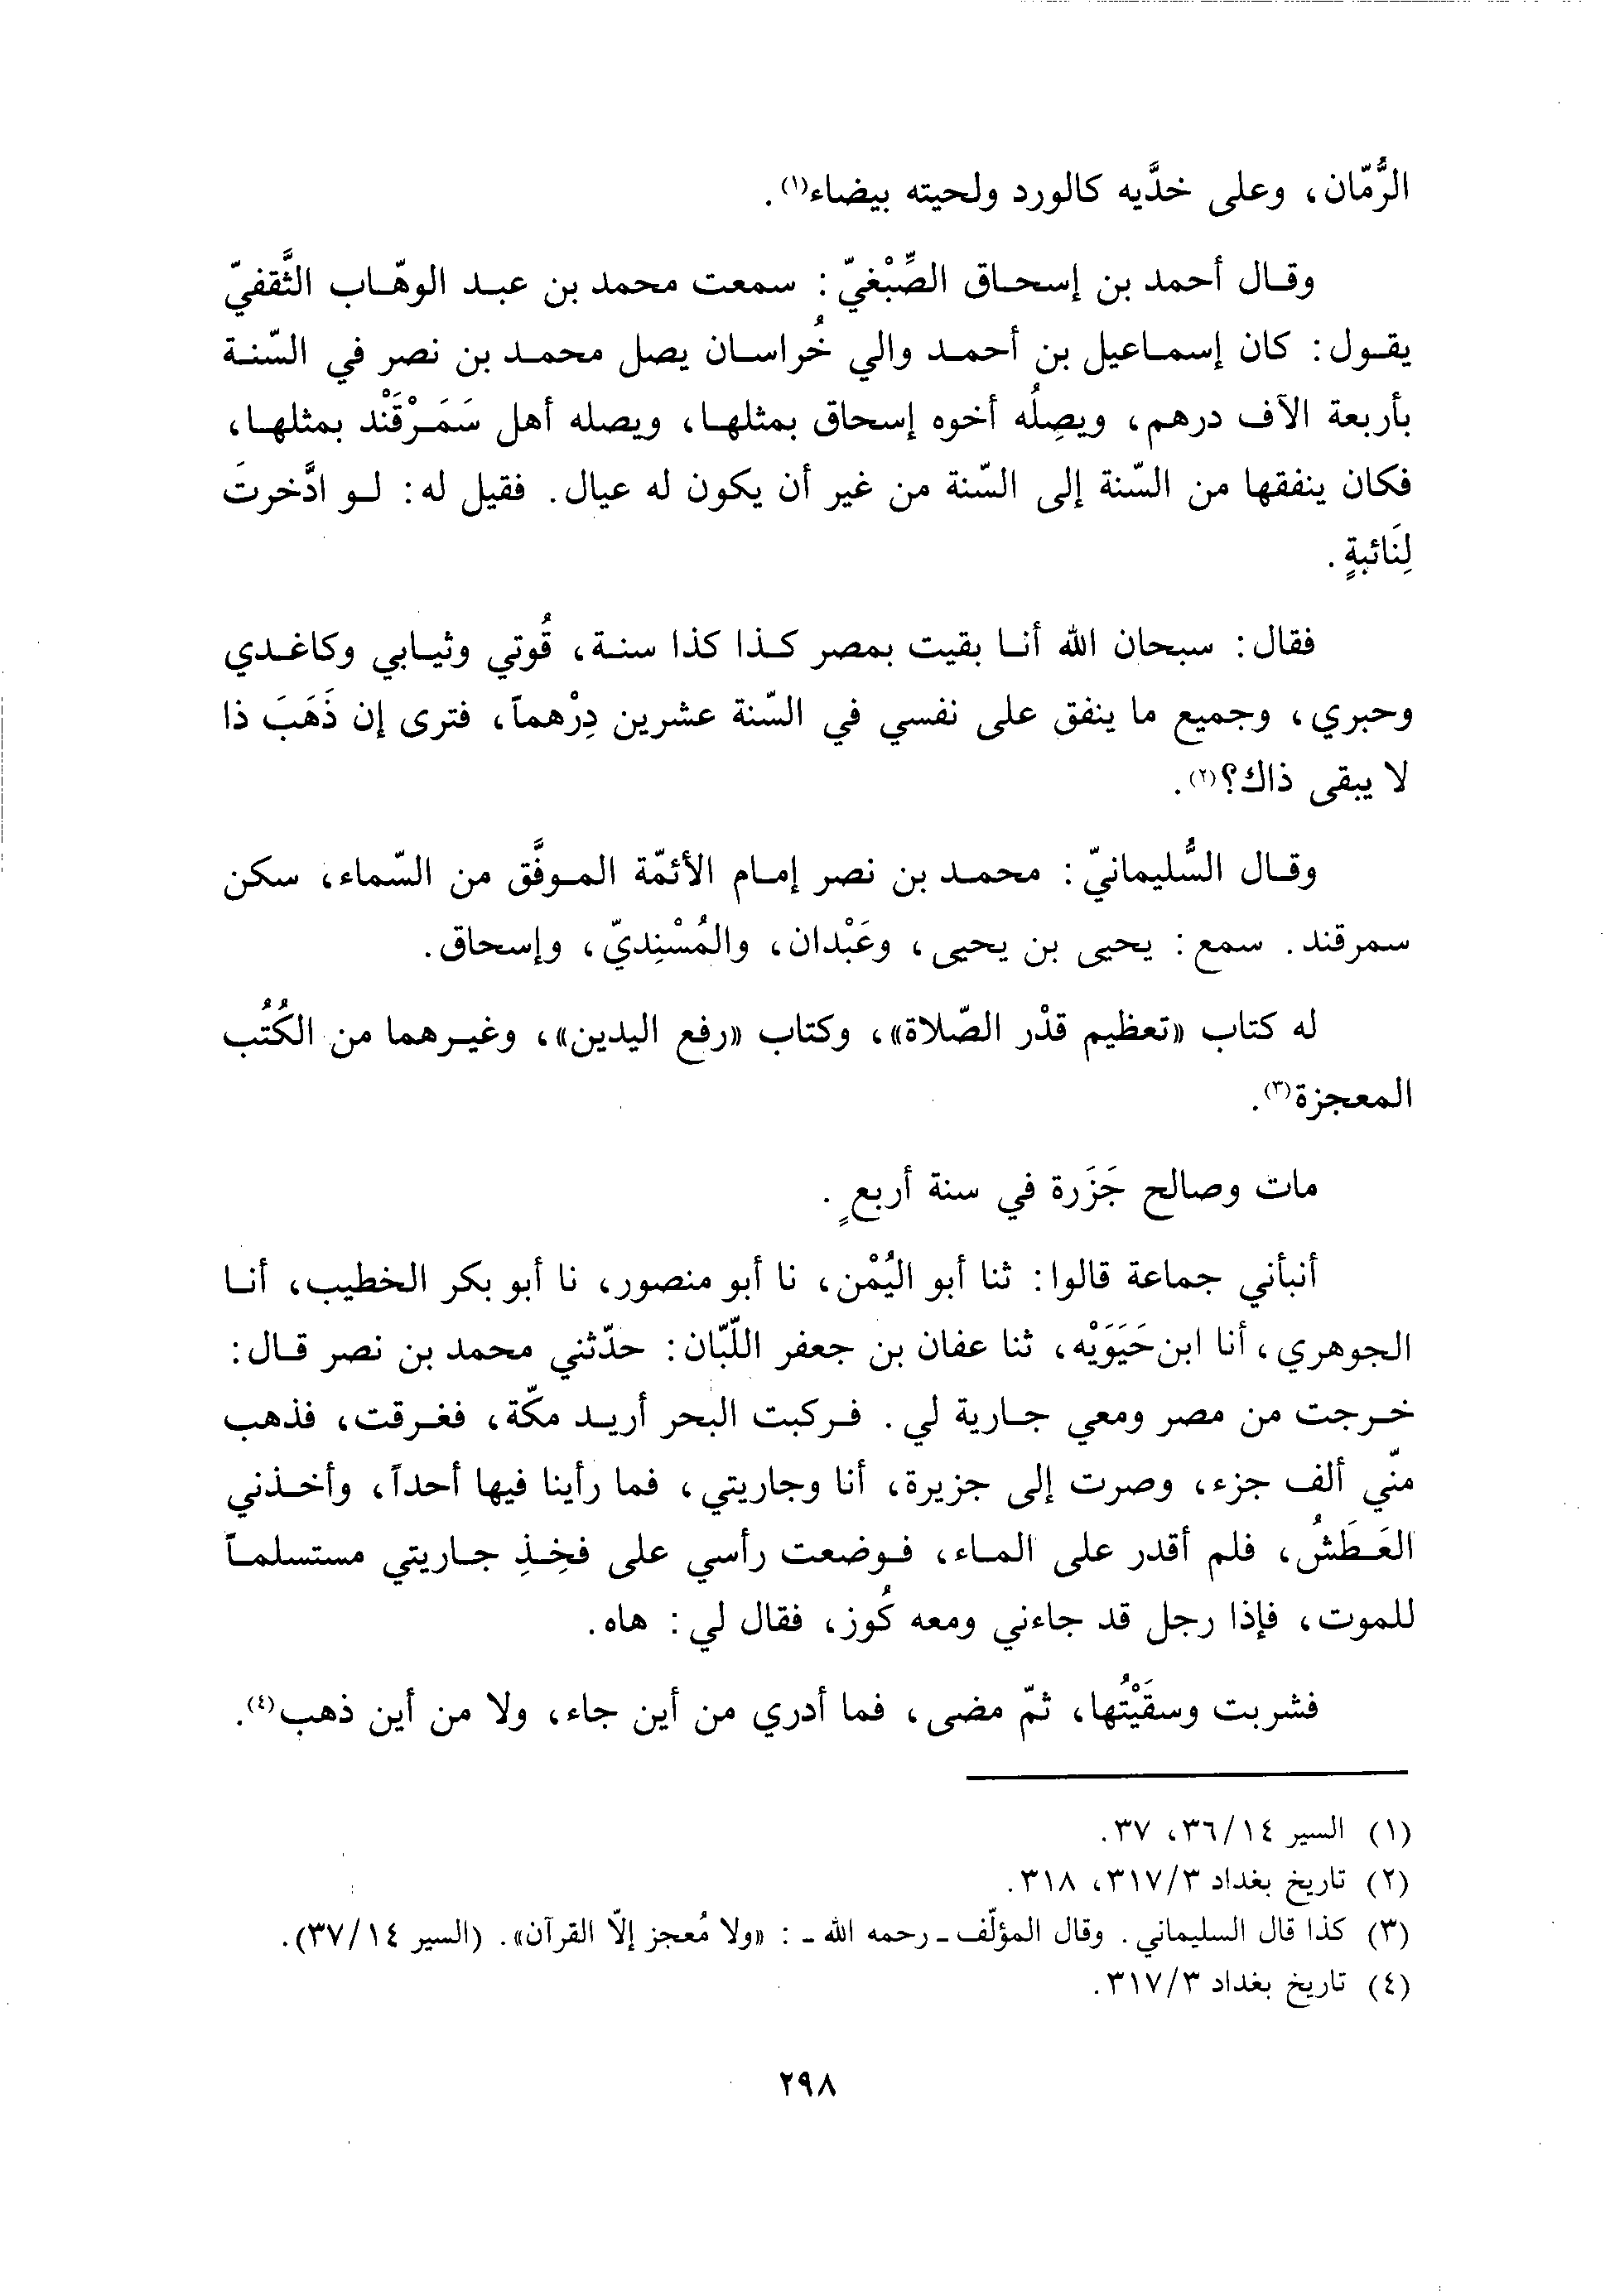 الرُّمّان، وعلى خدَّيه كالورد ولحيته بيضاء(١).
وقال أحمد بن إسحاق الصِّبْغيّ: سمعت محمد بن عبد الوهّاب الثَّقفيّ
يقول: كان إسماعيل بن أحمد والي خُراسان يصل محمد بن نصر في السّنة
بأربعة الآف درهم، ويصِلُه أخوه إسحاق بمثلها، ويصله أهل سَمَرْقَنْد بمثلها،
فكان ينفقها من السّنة إلى السّنة من غير أن يكون له عيال. فقيل له: لو ادَّخرتَ
لِنَائبةٍ.
فقال: سبحان الله أنا بقيت بمصر كذا كذا سنة، قُوتي وثيابي وكاغدي
وحبري، وجميع ما ينفق على نفسي في السّنة عشرين دِرْهماً، فترى إن ذَهَبَ ذا
لا يبقى ذاك؟(٢).
وقال السُّليمانيّ: محمد بن نصر إمام الأئمّة الموفَّق من السّماء، سكن
سمرقند. سمع: يحيى بن يحيى، وعَبْدان، والمُسْنِديّ، وإسحاق.
له كتاب «تعظيم قدْر الصّلاة»، وكتاب «رفع اليدين»، وغيرهما من الكُتُب
المعجزة(٣).
مات وصالح جَزَرة في سنة أربعٍ.
أنبأني جماعة قالوا: ثنا أبو اليُمْن، نا أبو منصور، نا أبو بكر الخطيب، أنا
الجوهري، أنا ابن حَيَوَيْه، ثنا عفان بن جعفر اللّبّان: حدّثني محمد بن نصر قال:
خرجت من مصر ومعي جارية لي. فركبت البحر أريد مكّة، فغرقت، فذهب
منّي ألف جزء، وصرت إلى جزيرة، أنا وجاريتي، فما رأينا فيها أحداً، وأخذني
العَطَشُ، فلم أقدر على الماء، فوضعت رأسي على فخِذِ جاريتي مستسلماً
للموت، فإذا رجل قد جاءني ومعه كُوز، فقال لي: هاه.
فشربت وسقَيْتُها، ثمّ مضى، فما أدري من أين جاء، ولا من أين ذهب(٤).
(١) السير ٣٦/١٤، ٣٧.
(٢) تاريخ بغداد ٣١٧/٣، ٣١٨.
(٣) كذا قال السليماني. وقال المؤلّف ـ رحمه الله ـ : «ولا مُعجز إلّا القرآن». (السير ٣٧/١٤).
(٤) تاريخ بغداد ٣١٧/٣.
٢٩٨